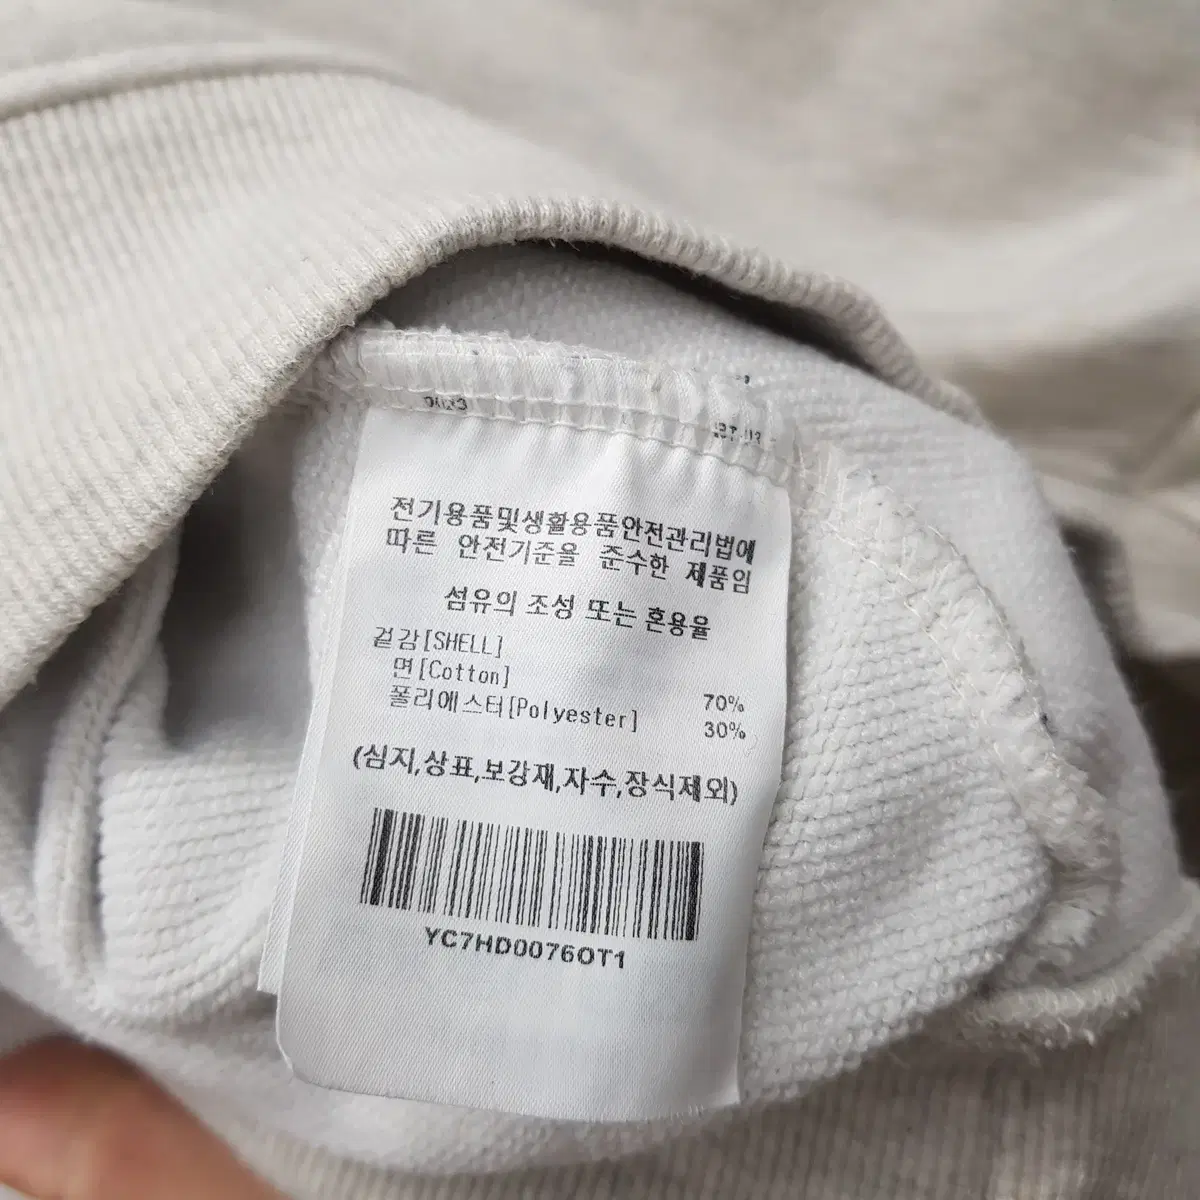 전기용품및생활용품안전관리법에
따른 안전기준을 준수한 제품임
섬유의 조성 또는 혼용율
겉감[SHELL]
면[Cotton] 70%
폴리에스터[Polyester] 30%
(심지,상표,보강재,자수,장식제외)
YC7HD0076OT1